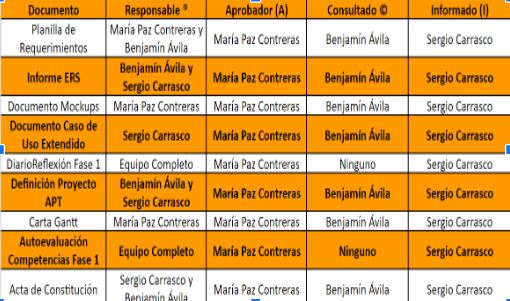 Documento Responsable ® Aprobador (A) Consultado © Informado (I)
Planilla de Requerimientos María Paz Contreras y Benjamín Ávila María Paz Contreras Benjamín Ávila Sergio Carrasco
Informe ERS Benjamín Ávila y Sergio Carrasco María Paz Contreras Benjamín Ávila Sergio Carrasco
Documento Mockups María Paz Contreras María Paz Contreras Benjamín Ávila Sergio Carrasco
Documento Caso de Uso Extendido Sergio Carrasco María Paz Contreras Benjamín Ávila Sergio Carrasco
DiarioReflexión Fase 1 Equipo Completo María Paz Contreras Ninguno Sergio Carrasco
Definición Proyecto APT Benjamín Ávila y Sergio Carrasco María Paz Contreras Benjamín Ávila Sergio Carrasco
Carta Gantt María Paz Contreras María Paz Contreras Benjamín Ávila Sergio Carrasco
Autoevaluación Competencias Fase 1 Equipo Completo María Paz Contreras Ninguno Sergio Carrasco
Acta de Constitución Sergio Carrasco y Benjamín Ávila María Paz Contreras Benjamín Ávila Sergio Carrasco